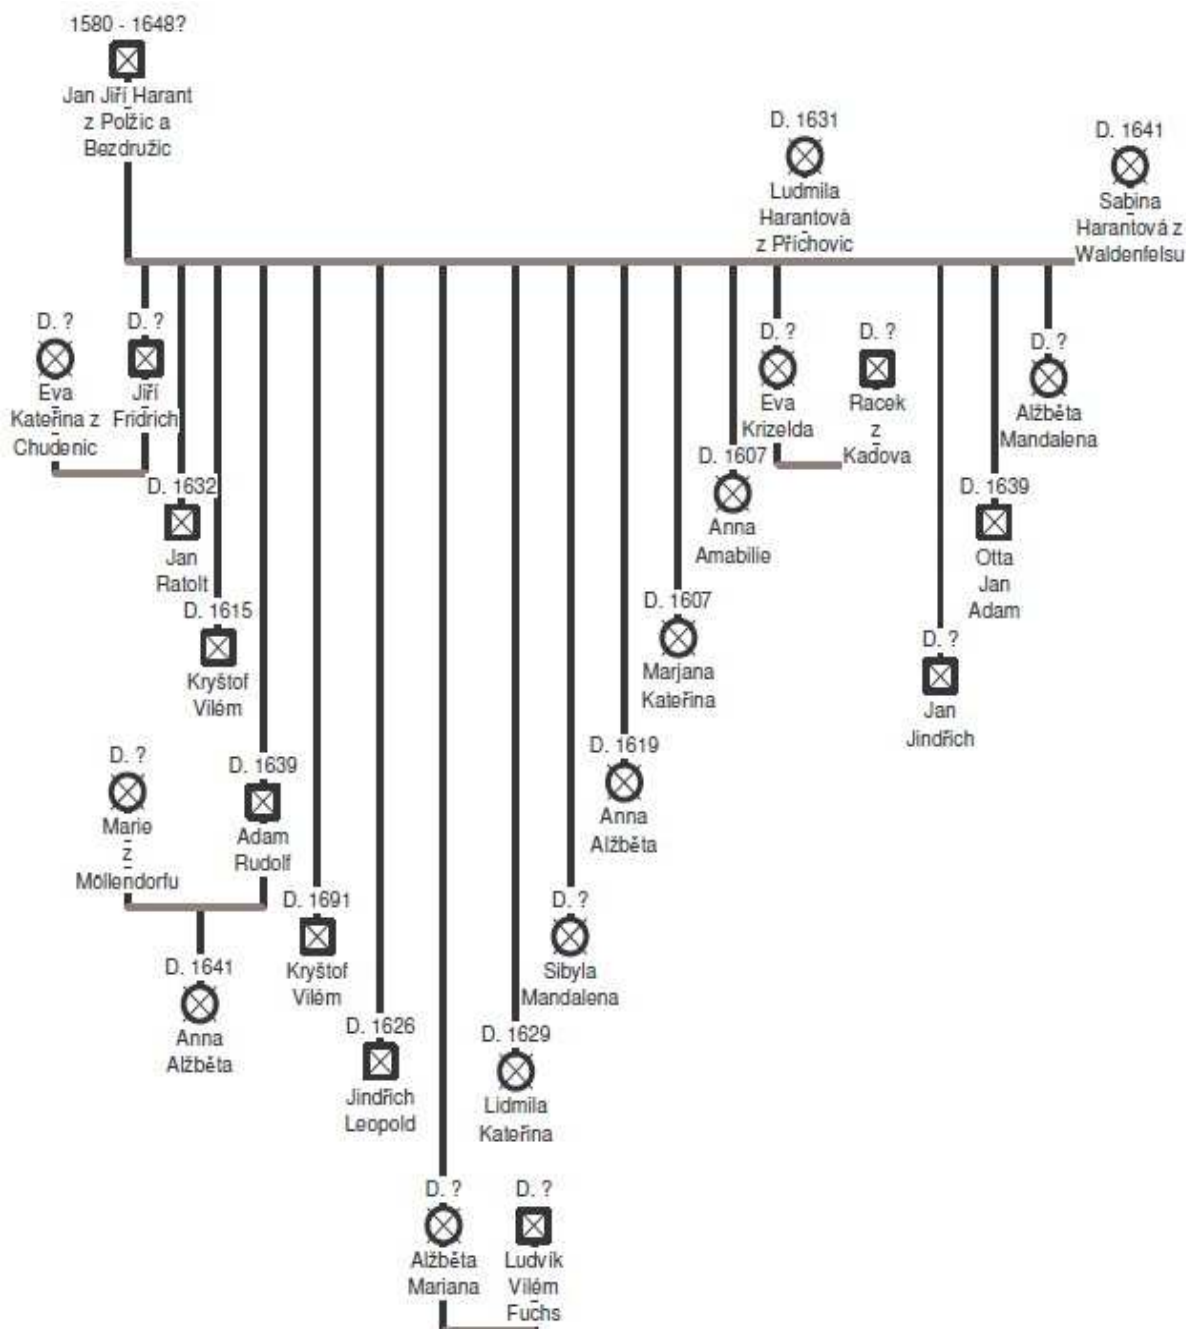 1580 - 1648?
Jan Jiří Harant
z Polžic a
Bezdružic
D. 1631
Ludmila
Harantová
z Příchovic
D. 1641
Sabina
Harantová z
Waldenfelsu
D. ?
Eva
Kateřina z
Chudenic
D. ?
Jiří
Fridrich
D. 1632
Jan
Ratolt
D. 1615
Kryštof
Vilém
D. ?
Marie
z
Möllendorfu
D. 1639
Adam
Rudolf
D. 1641
Anna
Alžběta
D. 1691
Kryštof
Vilém
D. 1626
Jindřich
Leopold
D. ?
Alžběta
Mariana
D. ?
Ludvík
Vilém
Fuchs
D. 1629
Lidmila
Kateřina
D. ?
Sibyla
Mandalena
D. 1619
Anna
Alžběta
D. 1607
Marjana
Kateřina
D. 1607
Anna
Amabilie
D. ?
Eva
Krizelda
D. ?
Racek
z
Kadova
D. ?
Jan
Jindřich
D. 1639
Otta
Jan
Adam
D. ?
Alžběta
Mandalena